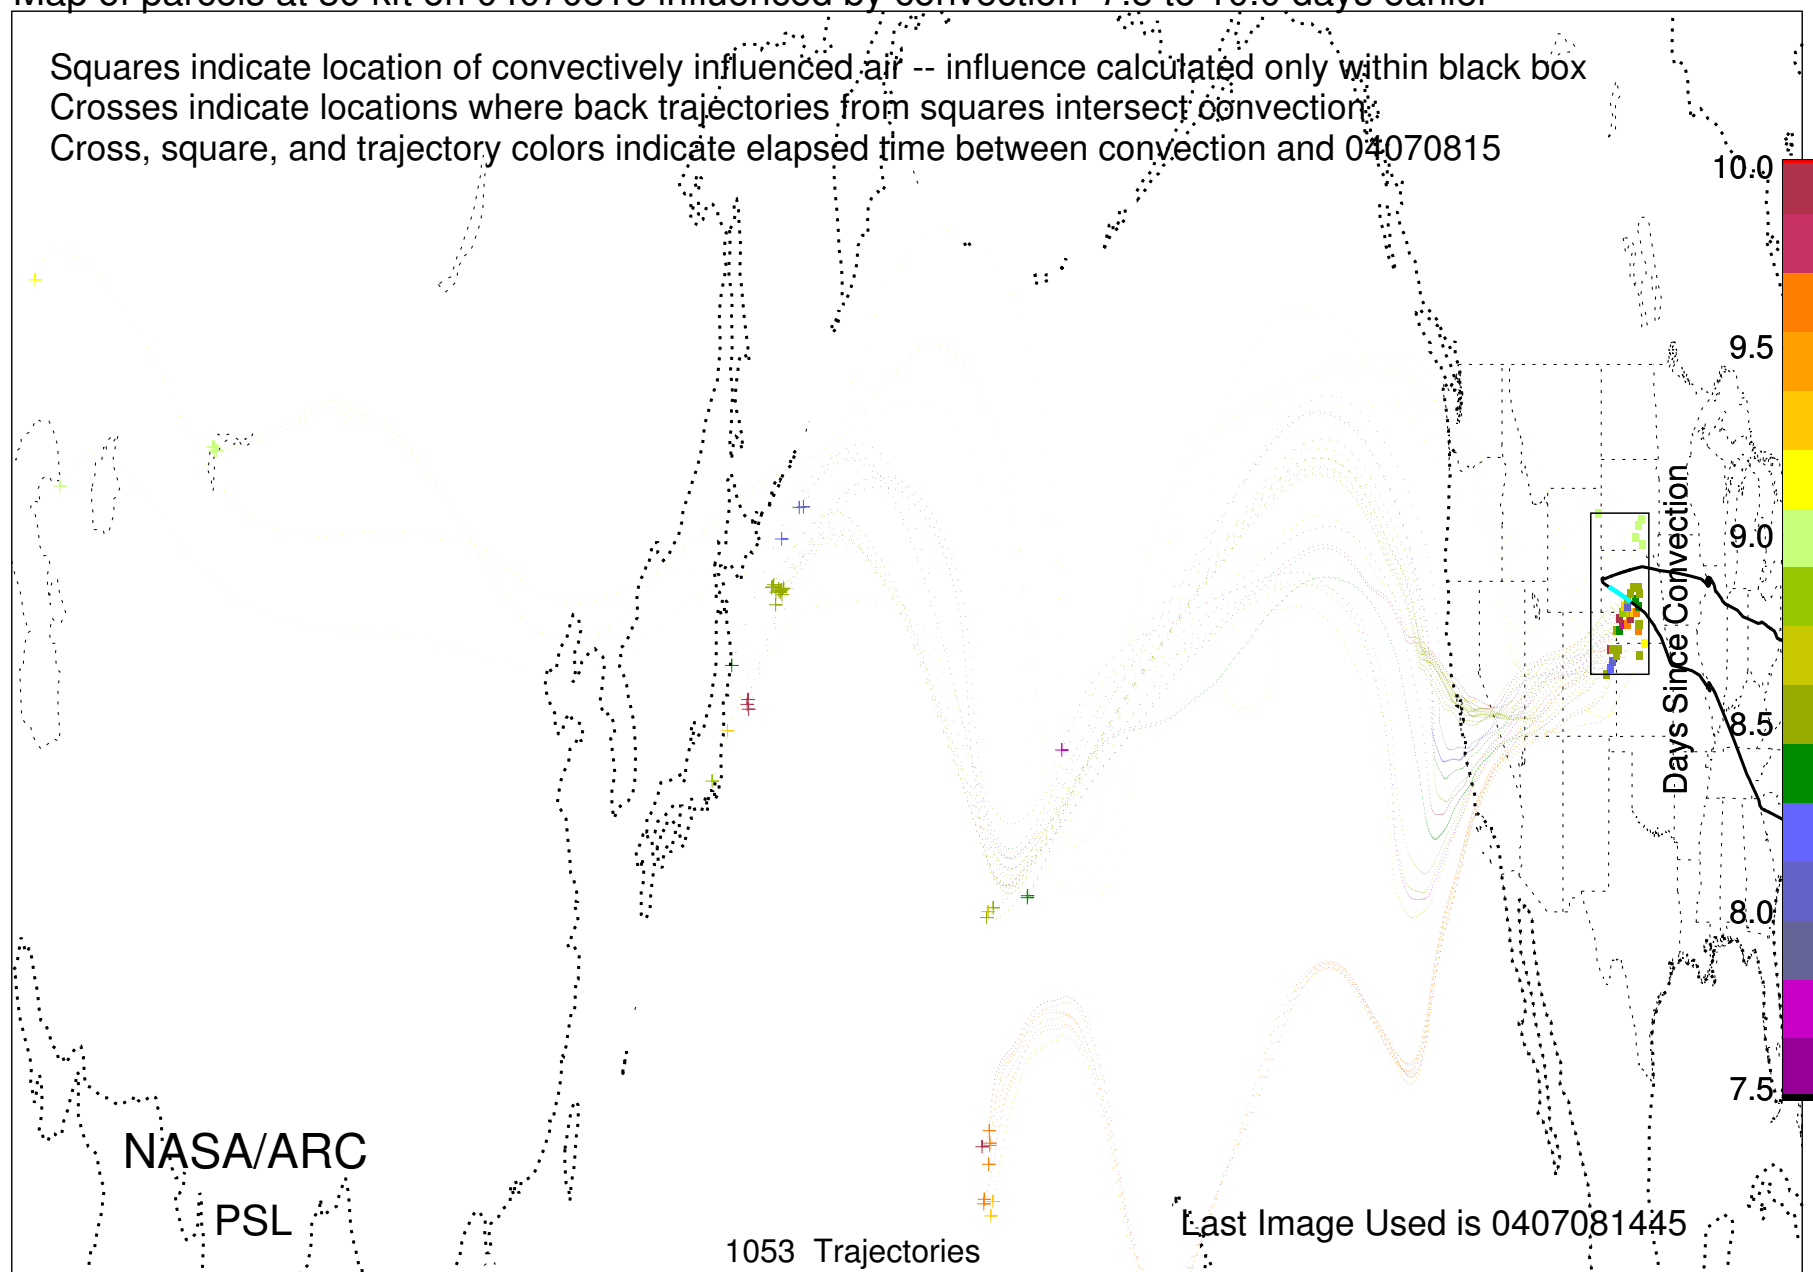 Squares indicate location of convectively influenced air -- influence calculated only within black box
Crosses indicate locations where back trajectories from squares intersect convection
Cross, square, and trajectory colors indicate elapsed time between convection and 04070815
10.0
9.5
9.0
8.5
8.0
7.5
Days Since Convection
NASA/ARC
PSL
Last Image Used is 0407081445
1053 Trajectories